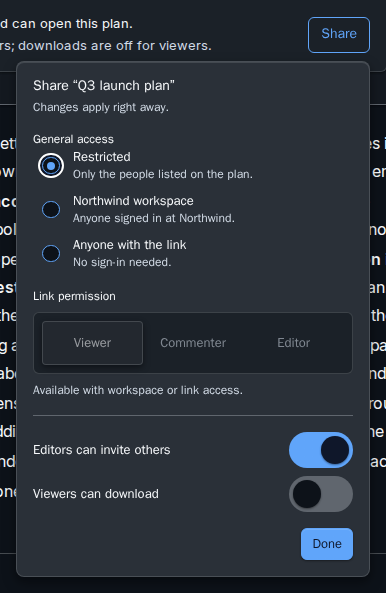 d can open this plan.
rs; downloads are off for viewers.
Share
Share “Q3 launch plan”
Changes apply right away.
General access
Restricted
Only the people listed on the plan.
Northwind workspace
Anyone signed in at Northwind.
Anyone with the link
No sign-in needed.
Link permission
Viewer
Commenter
Editor
Available with workspace or link access.
Editors can invite others
Viewers can download
Done